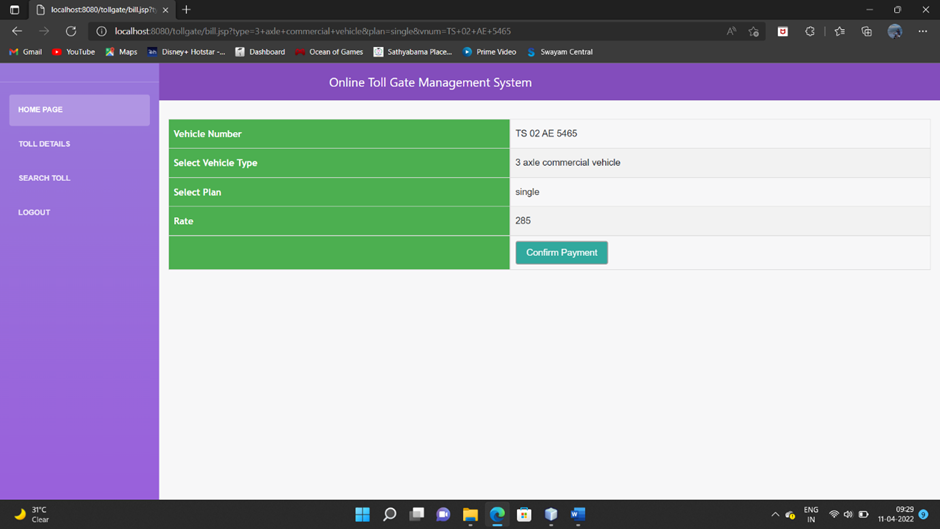 localhost:8080/tollgate/bill.jsp?t
localhost:8080/tollgate/bill.jsp?type=3+axle+commercial+vehicle&plan=single&vnum=TS+02+AE+5465
Gmail YouTube Maps Disney+ Hotstar -... Dashboard Ocean of Games Sathyabama Place... Prime Video Swayam Central
Online Toll Gate Management System
HOME PAGE
TOLL DETAILS
SEARCH TOLL
LOGOUT
Vehicle Number TS 02 AE 5465
Select Vehicle Type 3 axle commercial vehicle
Select Plan single
Rate 285
Confirm Payment
31°C
Clear
ENG
IN
09:29
11-04-2022